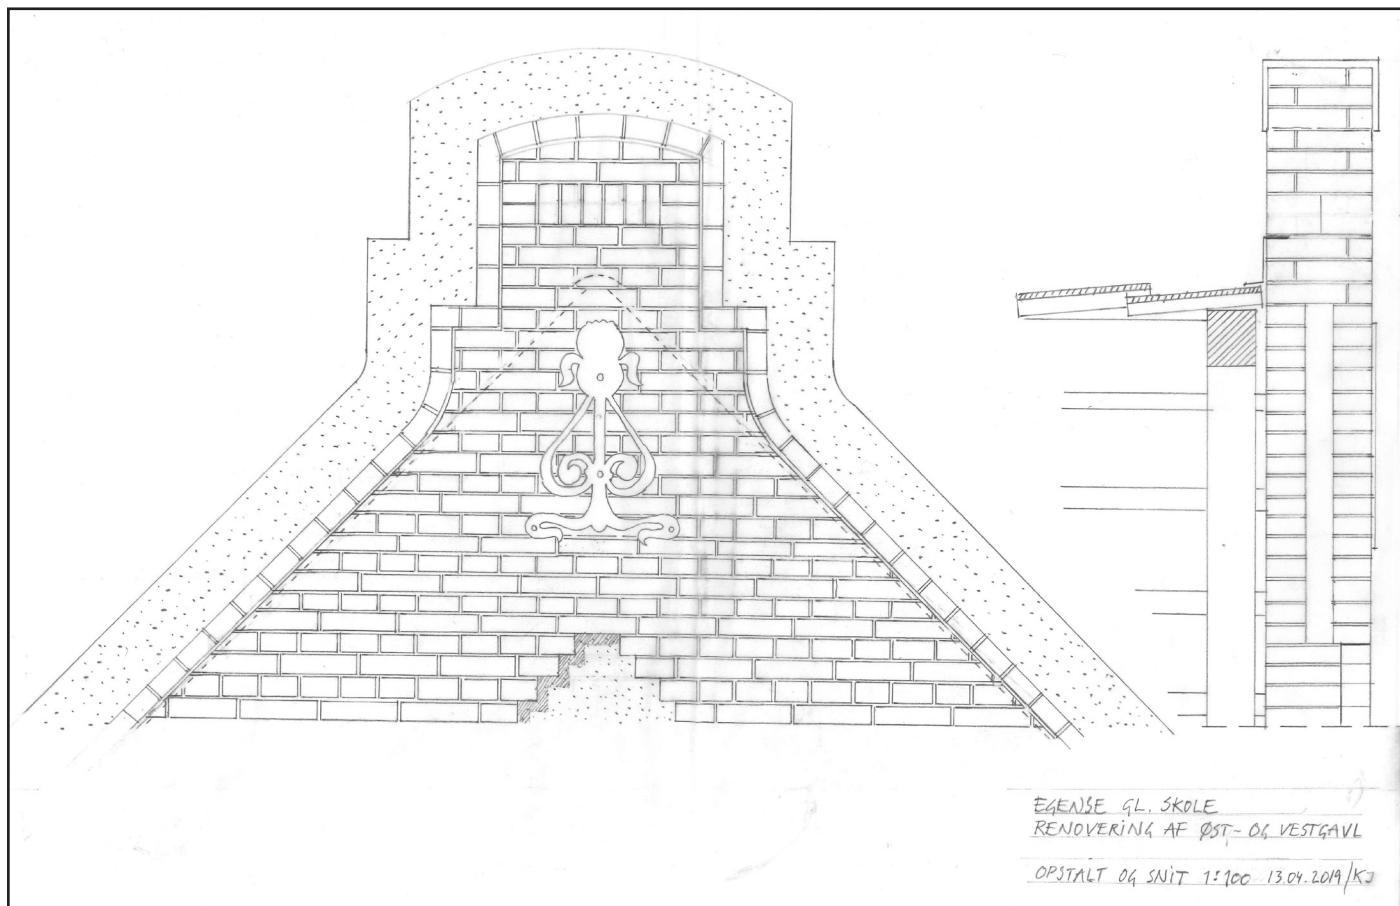 EGENSE GL. SKOLE
RENOVERING AF ØST- OG VESTGAVL
OPSTALT OG SNIT 1:100 13.04.2019/KJ